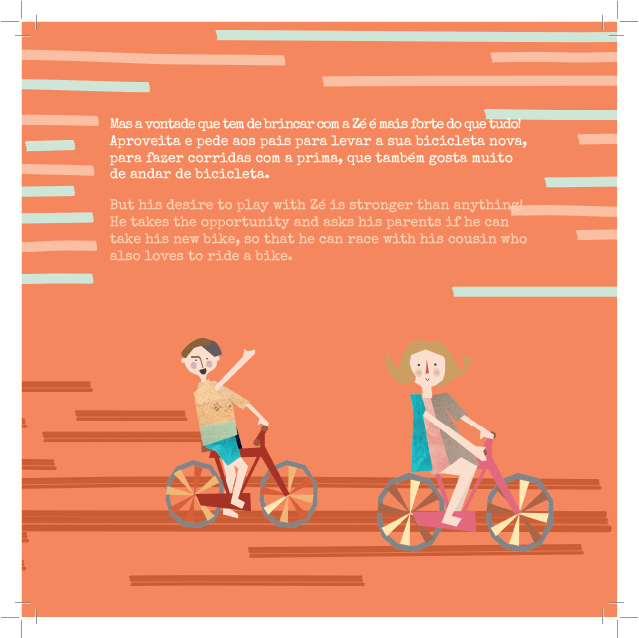 Mas a vontade que tem de brincar com a Zé é mais forte do que tudo!
Aproveita e pede aos pais para levar a sua bicicleta nova,
para fazer corridas com a prima, que também gosta muito
de andar de bicicleta.
But his desire to play with Zé is stronger than anything!
He takes the opportunity and asks his parents if he can
take his new bike, so that he can race with his cousin who
also loves to ride a bike.